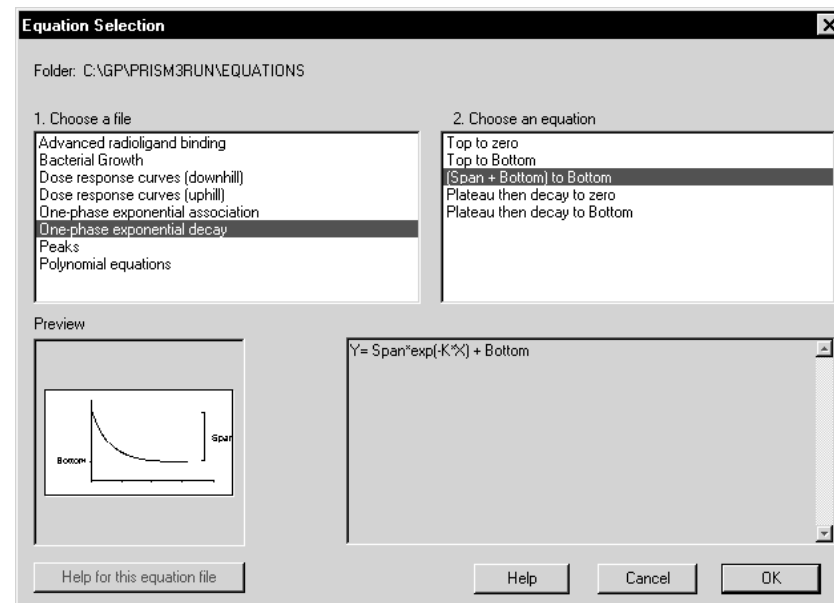 Equation Selection
Folder: C:\GP\PRISM3RUN\EQUATIONS
1. Choose a file
Advanced radioligand binding
Bacterial Growth
Dose response curves (downhill)
Dose response curves (uphill)
One-phase exponential association
One-phase exponential decay
Peaks
Polynomial equations
2. Choose an equation
Top to zero
Top to Bottom
(Span + Bottom) to Bottom
Plateau then decay to zero
Plateau then decay to Bottom
Preview
Span
Bottom
Y= Span*exp(-K*X) + Bottom
Help for this equation file
Help
Cancel
OK